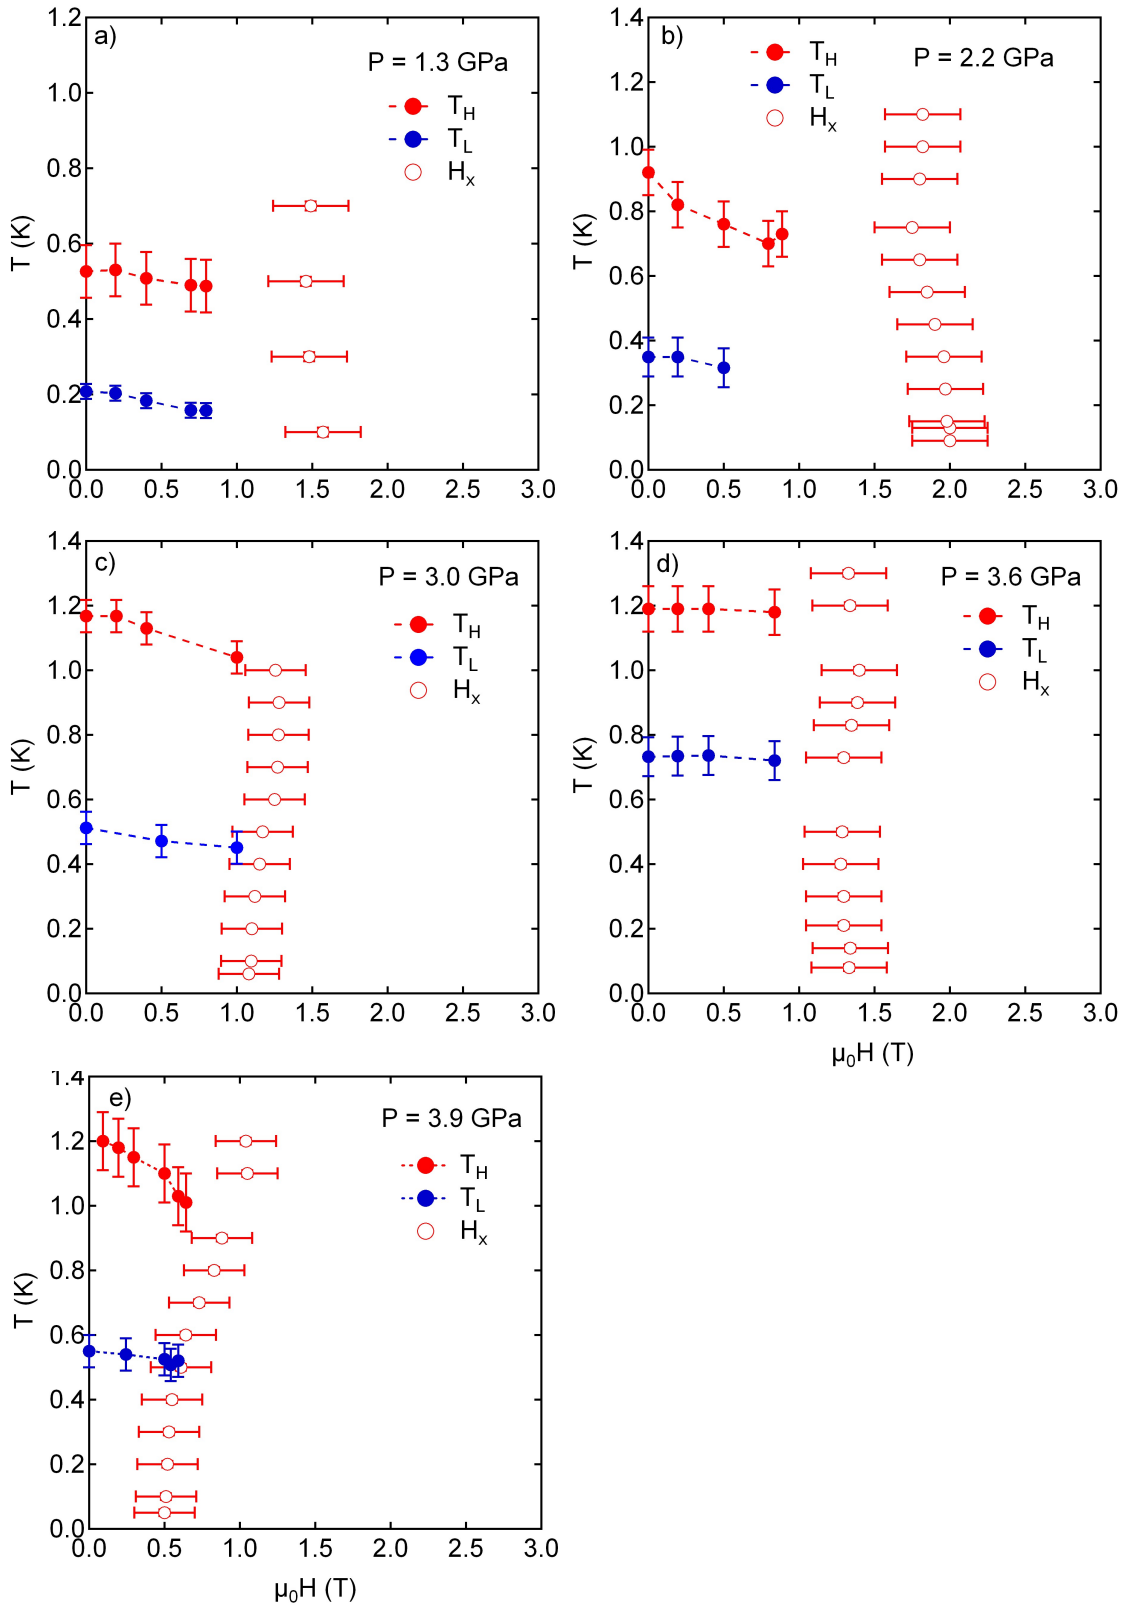 a)
P = 1.3 GPa
T_H
T_L
H_x
T (K)
1.2
1.0
0.8
0.6
0.4
0.2
0.0
0.0 0.5 1.0 1.5 2.0 2.5 3.0
b)
P = 2.2 GPa
T_H
T_L
H_x
T (K)
1.4
1.2
1.0
0.8
0.6
0.4
0.2
0.0
0.0 0.5 1.0 1.5 2.0 2.5 3.0
c)
P = 3.0 GPa
T_H
T_L
H_x
T (K)
1.4
1.2
1.0
0.8
0.6
0.4
0.2
0.0
0.0 0.5 1.0 1.5 2.0 2.5 3.0
d)
P = 3.6 GPa
T_H
T_L
H_x
T (K)
1.4
1.2
1.0
0.8
0.6
0.4
0.2
0.0
0.0 0.5 1.0 1.5 2.0 2.5 3.0
μ₀H (T)
e)
P = 3.9 GPa
T_H
T_L
H_x
T (K)
1.4
1.2
1.0
0.8
0.6
0.4
0.2
0.0
0.0 0.5 1.0 1.5 2.0 2.5 3.0
μ₀H (T)